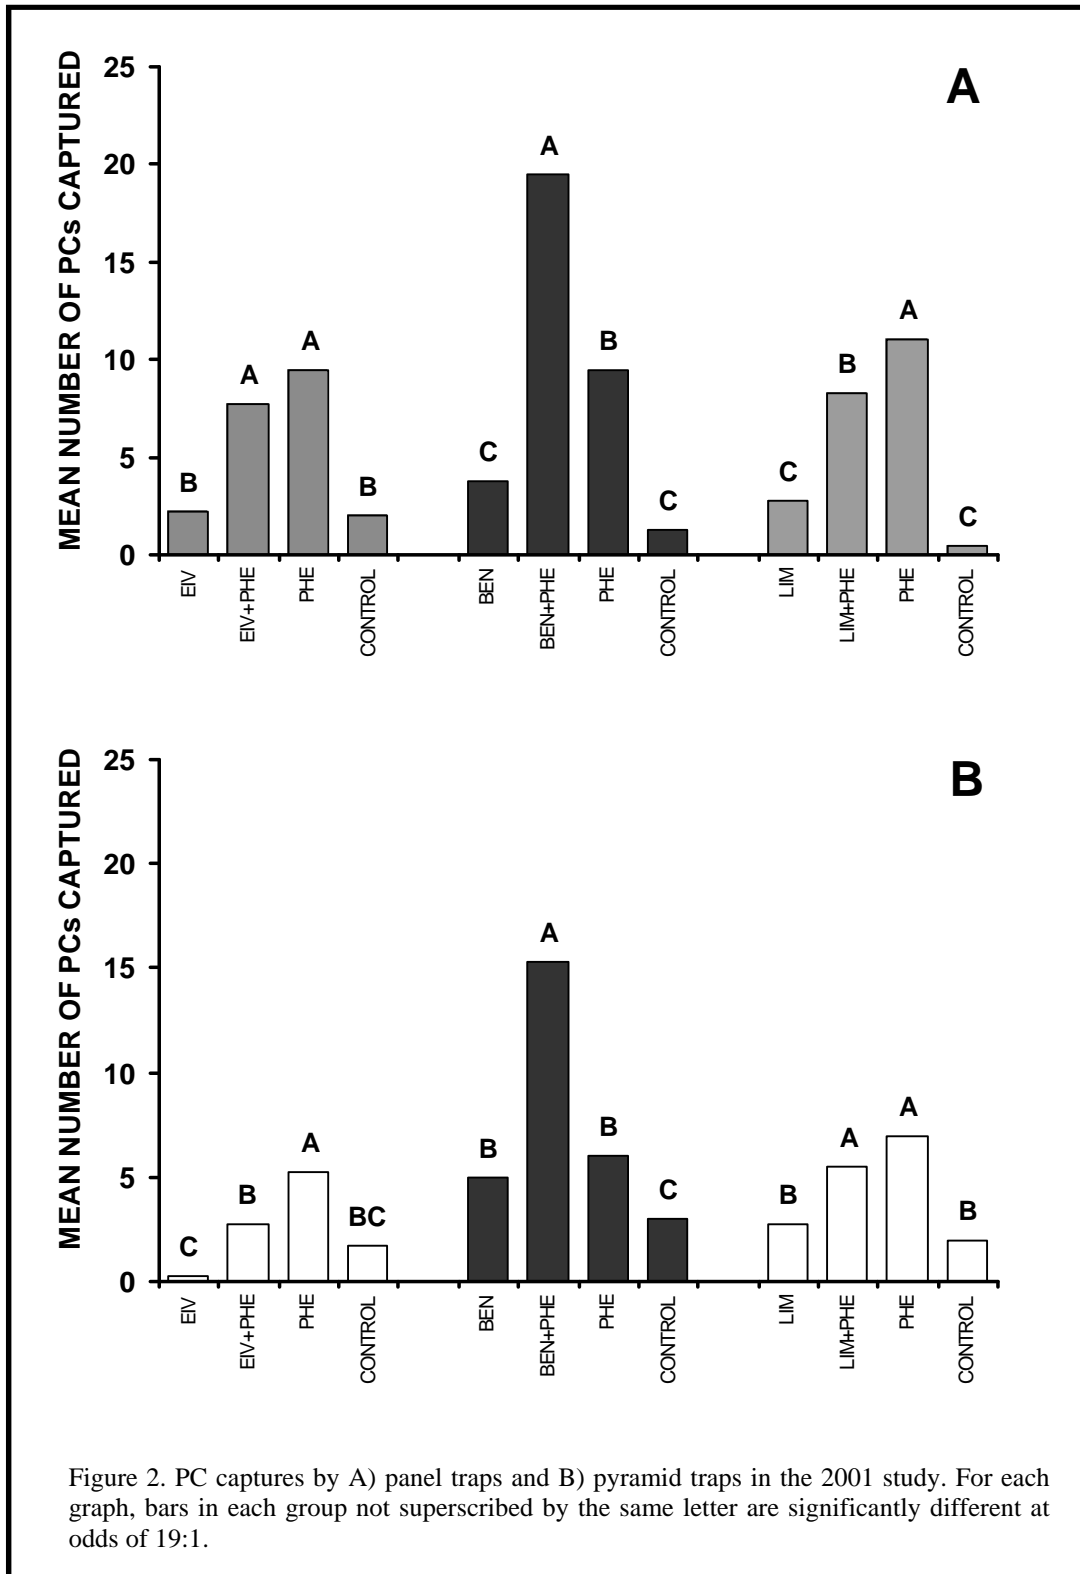 MEAN NUMBER OF PCs CAPTURED
25
20
15
10
5
0
A
B
A
A
B
C
A
B
C
C
B
A
C
EIV
EIV+PHE
PHE
CONTROL
BEN
BEN+PHE
PHE
CONTROL
LIM
LIM+PHE
PHE
CONTROL
MEAN NUMBER OF PCs CAPTURED
25
20
15
10
5
0
B
C
B
A
BC
B
A
B
C
B
A
A
B
EIV
EIV+PHE
PHE
CONTROL
BEN
BEN+PHE
PHE
CONTROL
LIM
LIM+PHE
PHE
CONTROL
Figure 2. PC captures by A) panel traps and B) pyramid traps in the 2001 study. For each
graph, bars in each group not superscribed by the same letter are significantly different at
odds of 19:1.